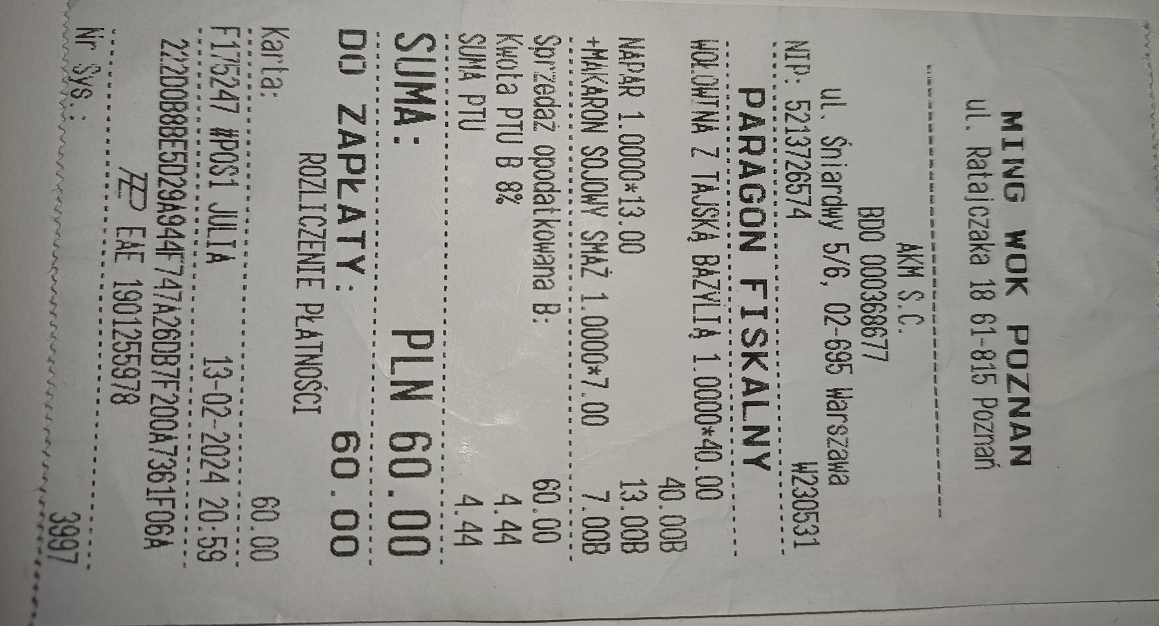 MING WOK POZNAN
ul. Ratajczaka 18 61-815 Poznań
AKM S.C.
BDO 000368677
ul. Śniardwy 5/6, 02-695 Warszawa
NIP: 5213726574 W230531
PARAGON FISKALNY
WOŁOWINA Z TAJSKĄ BAZYLIĄ 1.0000*40.00
40.00B
NAPAR 1.0000*13.00 13.00B
+MAKARON SOJOWY SMAŻ 1.0000*7.00 7.00B
Sprzedaż opodatkowana B: 60.00
Kwota PTU B 8% 4.44
SUMA PTU 4.44
SUMA: PLN 60.00
DO ZAPŁATY: 60.00
ROZLICZENIE PŁATNOŚCI
Karta: 60.00
F175247 #POS1 JULIA 13-02-2024 20:59
222D0B8BE5D29A944F747A26DB7F200A7361F06A
EAE 1901255978
Nr Sys.: 3997